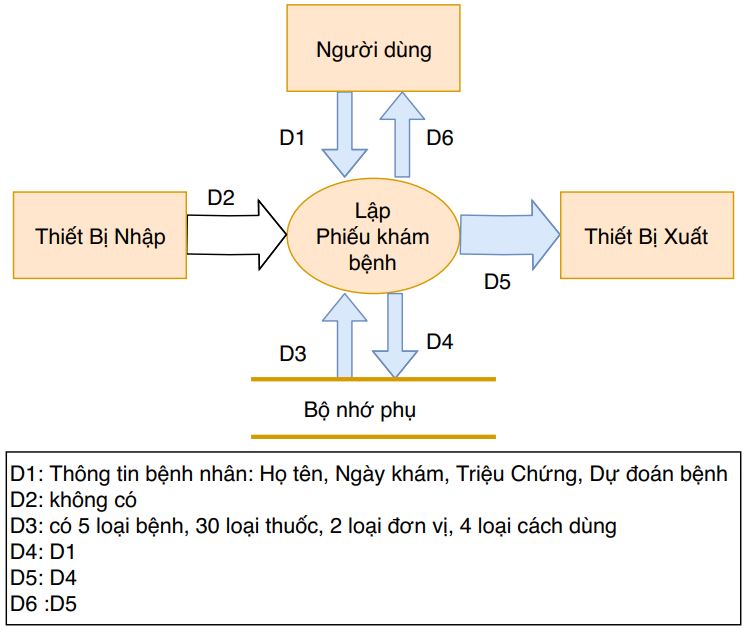 Người dùng
D1
D6
D2
Thiết Bị Nhập
Lập
Phiếu khám
bệnh
Thiết Bị Xuất
D5
D3
D4
Bộ nhớ phụ
D1: Thông tin bệnh nhân: Họ tên, Ngày khám, Triệu Chứng, Dự đoán bệnh
D2: không có
D3: có 5 loại bệnh, 30 loại thuốc, 2 loại đơn vị, 4 loại cách dùng
D4: D1
D5: D4
D6 :D5